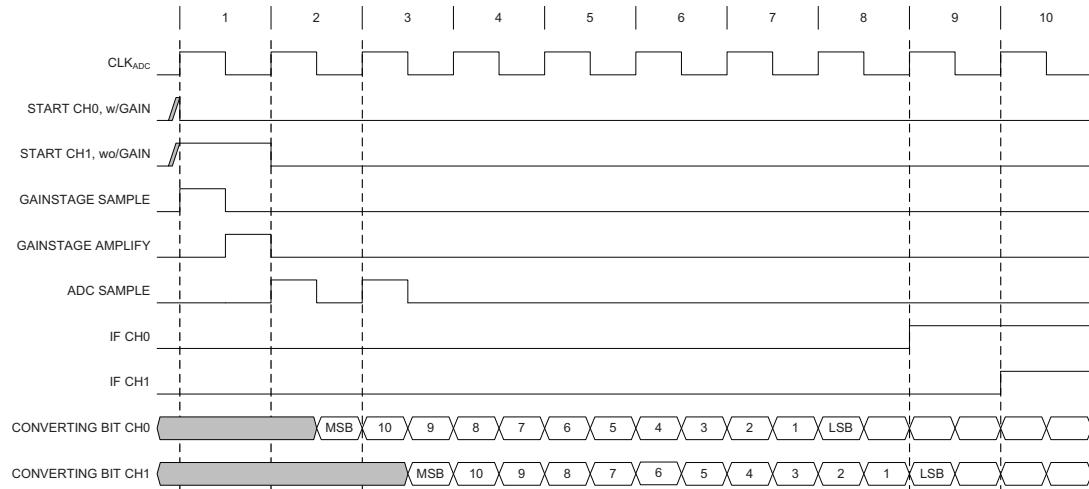 1 2 3 4 5 6 7 8 9 10
CLKADC
START CH0, w/GAIN
START CH1, wo/GAIN
GAINSTAGE SAMPLE
GAINSTAGE AMPLIFY
ADC SAMPLE
IF CH0
IF CH1
CONVERTING BIT CH0 MSB 10 9 8 7 6 5 4 3 2 1 LSB
CONVERTING BIT CH1 MSB 10 9 8 7 6 5 4 3 2 1 LSB